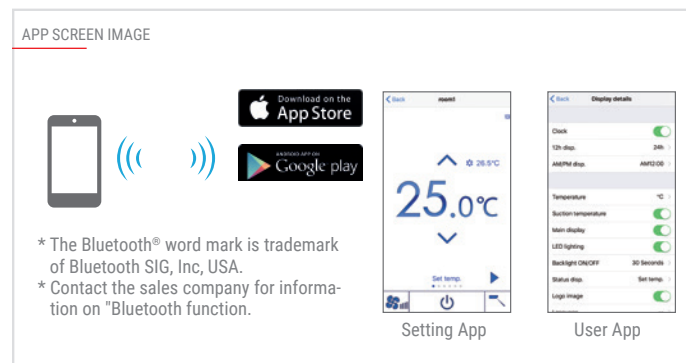 APP SCREEN IMAGE
Download on the
App Store
ANDROID APP ON
Google play
* The Bluetooth® word mark is trademark
of Bluetooth SIG, Inc, USA.
* Contact the sales company for informa-
tion on "Bluetooth function.
Back room1
26.5°C
25.0°C
Set temp.
Setting App
Back Display details
Clock
12h disp. 24h
AM/PM disp. AM12:00
Temperature °C
Suction temperature
Main display
LED lighting
Backlight ON/OFF 30 Seconds
Status disp. Set temp.
Logo image
User App